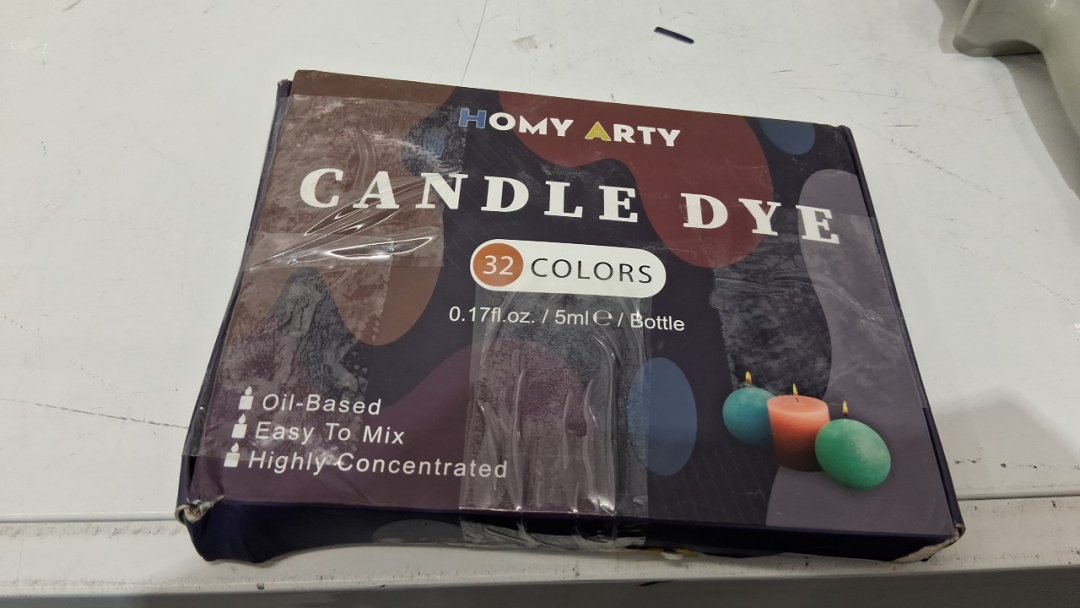 HOMY ARTY
CANDLE DYE
32 COLORS
0.17fl.oz. / 5ml ℮ / Bottle
Oil-Based
Easy To Mix
Highly Concentrated